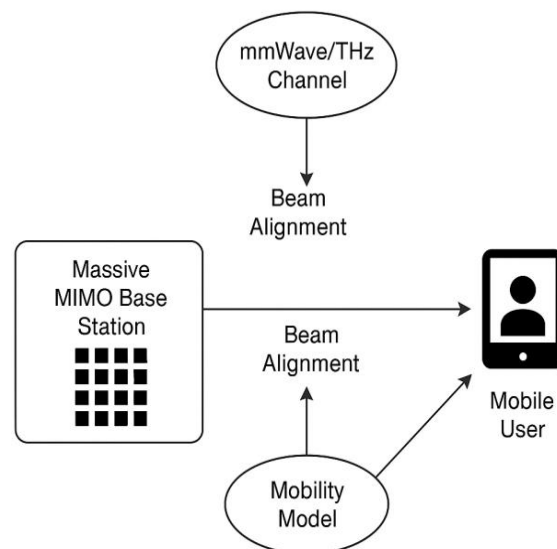 mmWave/THz
Channel
Beam
Alignment
Massive
MIMO Base
Station
Beam
Alignment
Mobile
User
Mobility
Model